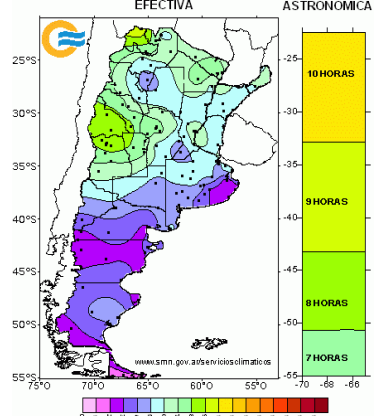 EFECTIVA
ASTRONOMICA
25°S
30°S
35°S
40°S
45°S
50°S
55°S
75°W
70°W
65°W
60°W
55°W
www.smn.gov.ar/serviciosclimaticos
-25
-35
-40
-45
-50
-55
10 HORAS
9 HORAS
8 HORAS
7 HORAS
-70 -68 -66